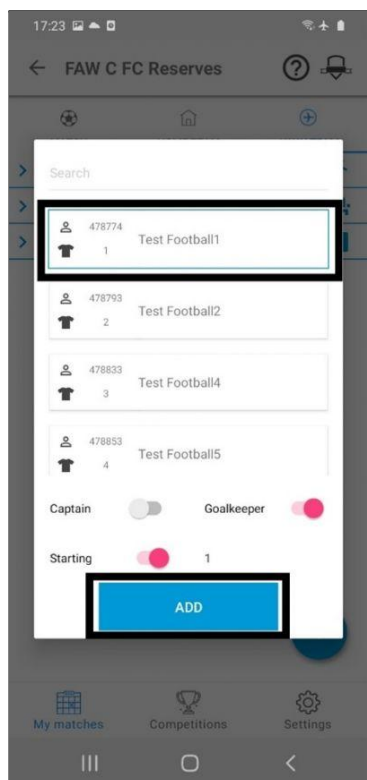 17:23
FAW C FC Reserves
Search
478774
1
Test Football1
478793
2
Test Football2
478833
3
Test Football4
478853
4
Test Football5
Captain
Goalkeeper
Starting
1
ADD
My matches
Competitions
Settings